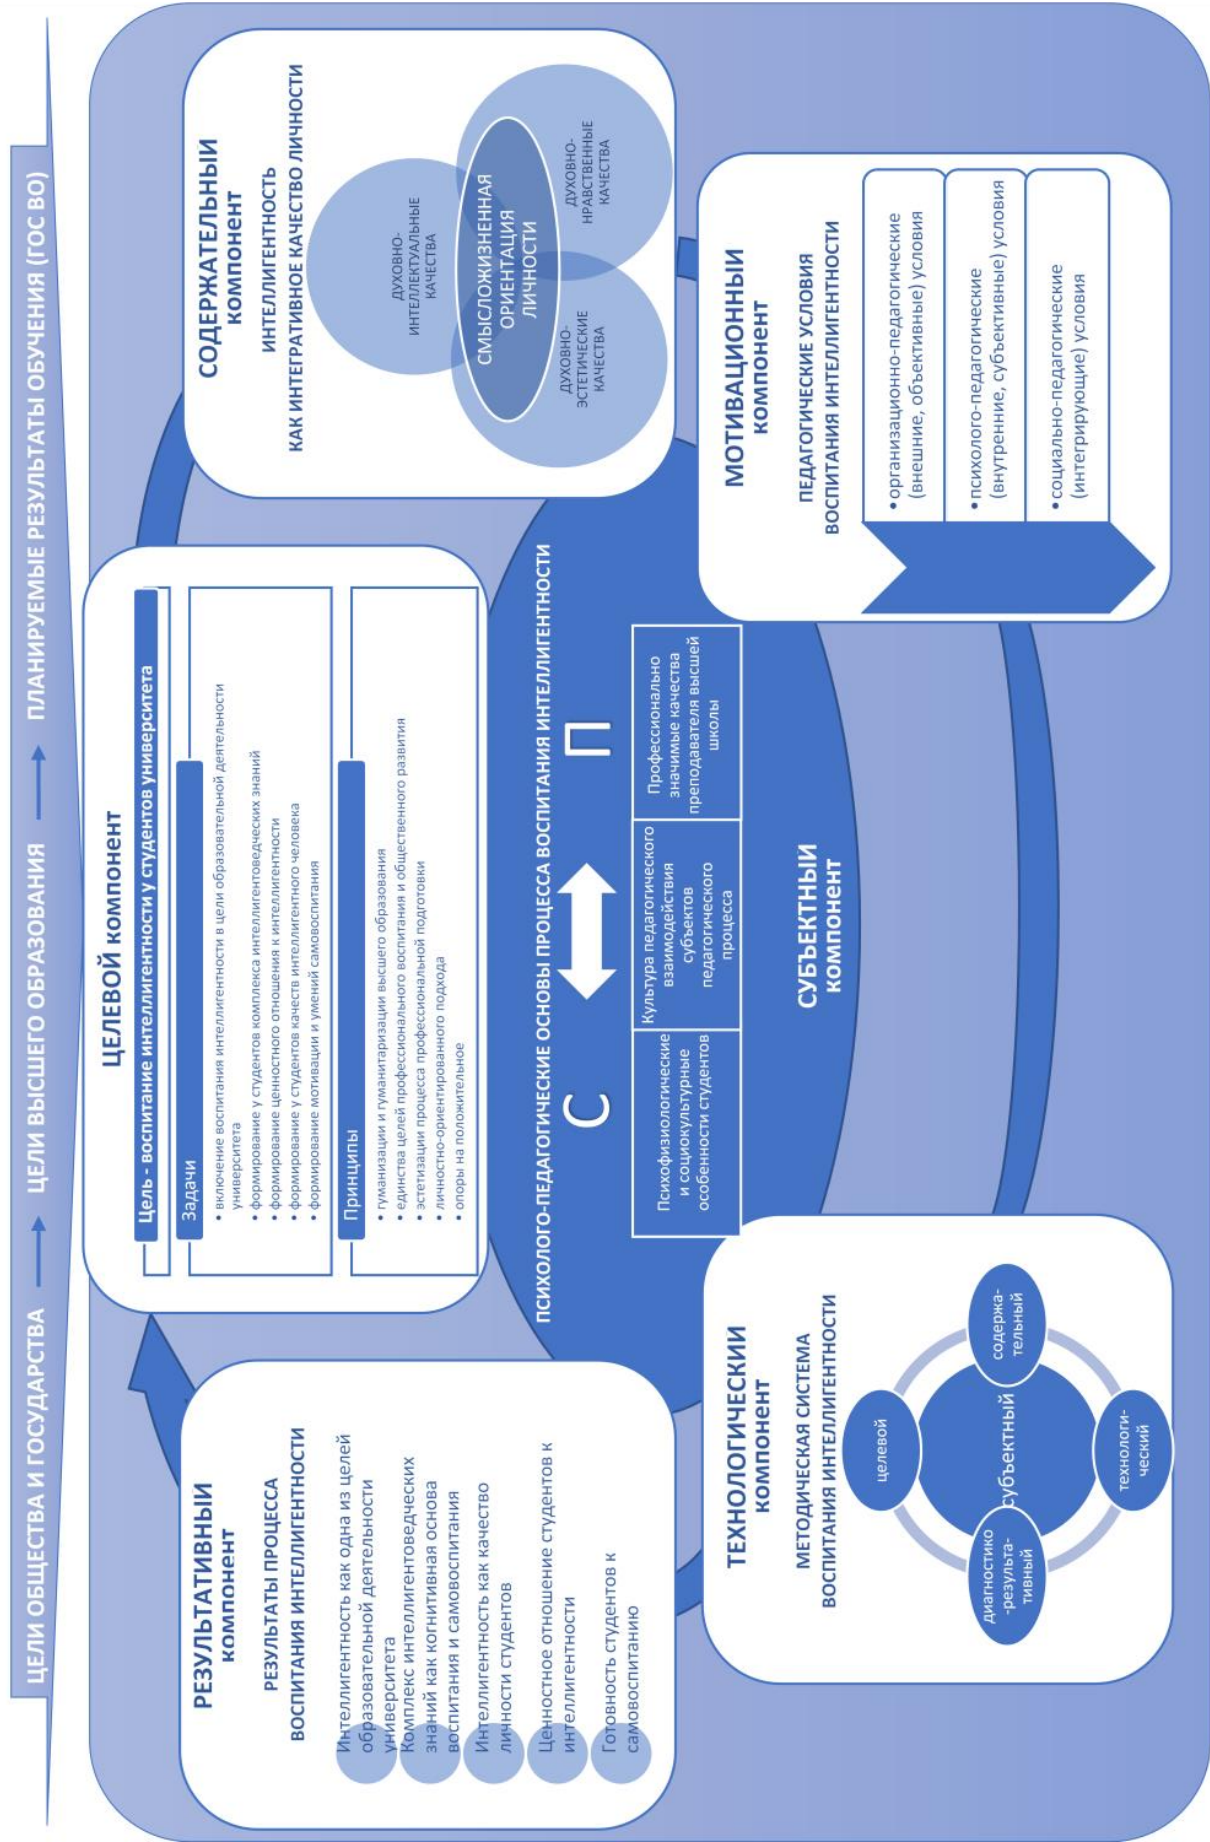 ЦЕЛИ ОБЩЕСТВА И ГОСУДАРСТВА ЦЕЛИ ВЫСШЕГО ОБРАЗОВАНИЯ ПЛАНИРУЕМЫЕ РЕЗУЛЬТАТЫ ОБУЧЕНИЯ (ГОС ВО)
РЕЗУЛЬТАТИВНЫЙ
компонент
РЕЗУЛЬТАТЫ ПРОЦЕССА
ВОСПИТАНИЯ ИНТЕЛЛИГЕНТНОСТИ
Интеллигентность как одна из целей
образовательной деятельности
университета
Комплекс интеллигентоведческих
знаний как когнитивная основа
воспитания и самовоспитания
Интеллигентность как качество
личности студентов
Ценностное отношение студентов к
интеллигентности
Готовность студентов к
самовоспитанию
ЦЕЛЕВОЙ компонент
Цель - воспитание интеллигентности у студентов университета
Задачи
• включение воспитания интеллигентности в цели образовательной деятельности
университета
• формирование у студентов комплекса интеллигентоведческих знаний
• формирование ценностного отношения к интеллигентности
• формирование у студентов качеств интеллигентного человека
• формирование мотивации и умений самовоспитания
Принципы
• гуманизации и гуманитаризации высшего образования
• единства целей профессионального воспитания и общественного развития
• эстетизации процесса профессиональной подготовки
• личностно-ориентированного подхода
• опоры на положительное
СОДЕРЖАТЕЛЬНЫЙ
компонент
ИНТЕЛЛИГЕНТНОСТЬ
КАК ИНТЕГРАТИВНОЕ КАЧЕСТВО ЛИЧНОСТИ
ДУХОВНО-
ИНТЕЛЛЕКТУАЛЬНЫЕ
КАЧЕСТВА
СМЫСЛОЖИЗНЕННАЯ
ОРИЕНТАЦИЯ
ЛИЧНОСТИ
ДУХОВНО-
ЭСТЕТИЧЕСКИЕ
КАЧЕСТВА
ДУХОВНО-
НРАВСТВЕННЫЕ
КАЧЕСТВА
ПСИХОЛОГО-ПЕДАГОГИЧЕСКИЕ ОСНОВЫ ПРОЦЕССА ВОСПИТАНИЯ ИНТЕЛЛИГЕНТНОСТИ
С П
Психофизиологические
и социокультурные
особенности студентов
Культура педагогического
взаимодействия
субъектов
педагогического
процесса
Профессионально
значимые качества
преподавателя высшей
школы
СУБЪЕКТНЫЙ
компонент
ТЕХНОЛОГИЧЕСКИЙ
компонент
МЕТОДИЧЕСКАЯ СИСТЕМА
ВОСПИТАНИЯ ИНТЕЛЛИГЕНТНОСТИ
целевой
диагностико
-результа-
тивный
субъектный
содержа-
тельный
технологи-
ческий
МОТИВАЦИОННЫЙ
компонент
ПЕДАГОГИЧЕСКИЕ УСЛОВИЯ
ВОСПИТАНИЯ ИНТЕЛЛИГЕНТНОСТИ
• организационно-педагогические
(внешние, объективные) условия
• психолого-педагогические
(внутренние, субъективные) условия
• социально-педагогические
(интегрирующие) условия